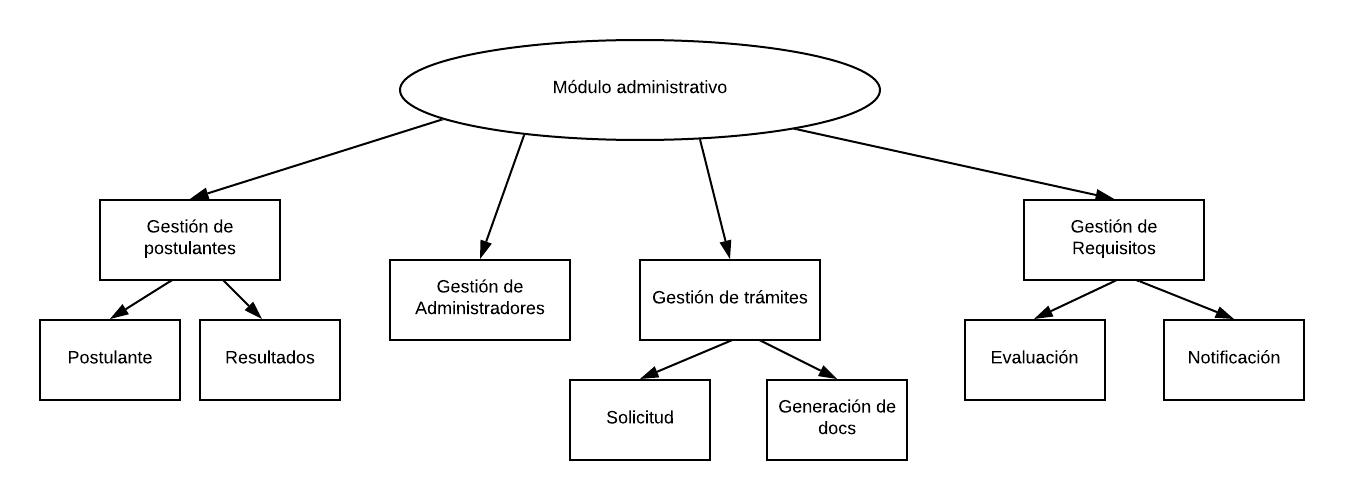 Módulo administrativo
Gestión de
postulantes
Gestión de
Administradores
Gestión de trámites
Gestión de
Requisitos
Postulante
Resultados
Solicitud
Generación de
docs
Evaluación
Notificación